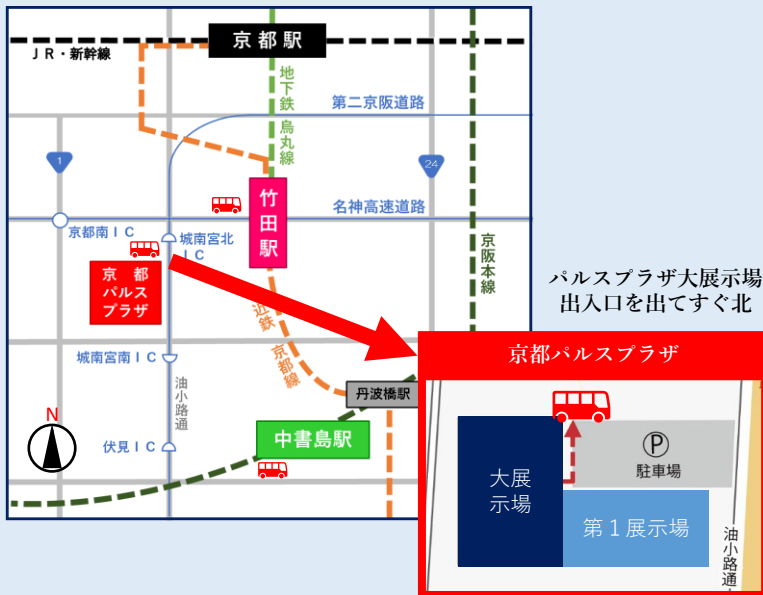 京都駅
JR・新幹線
地下鉄 烏丸線
第二京阪道路
1
24
竹田駅
名神高速道路
京都南IC
城南宮北
IC
京都
パルス
プラザ
京阪本線
パルスプラザ大展示場
出入口を出てすぐ北
近鉄 京都線
城南宮南IC
油小路通
京都パルスプラザ
丹波橋駅
N
中書島駅
伏見IC
P
駐車場
大展
示場
第1展示場
油小路通